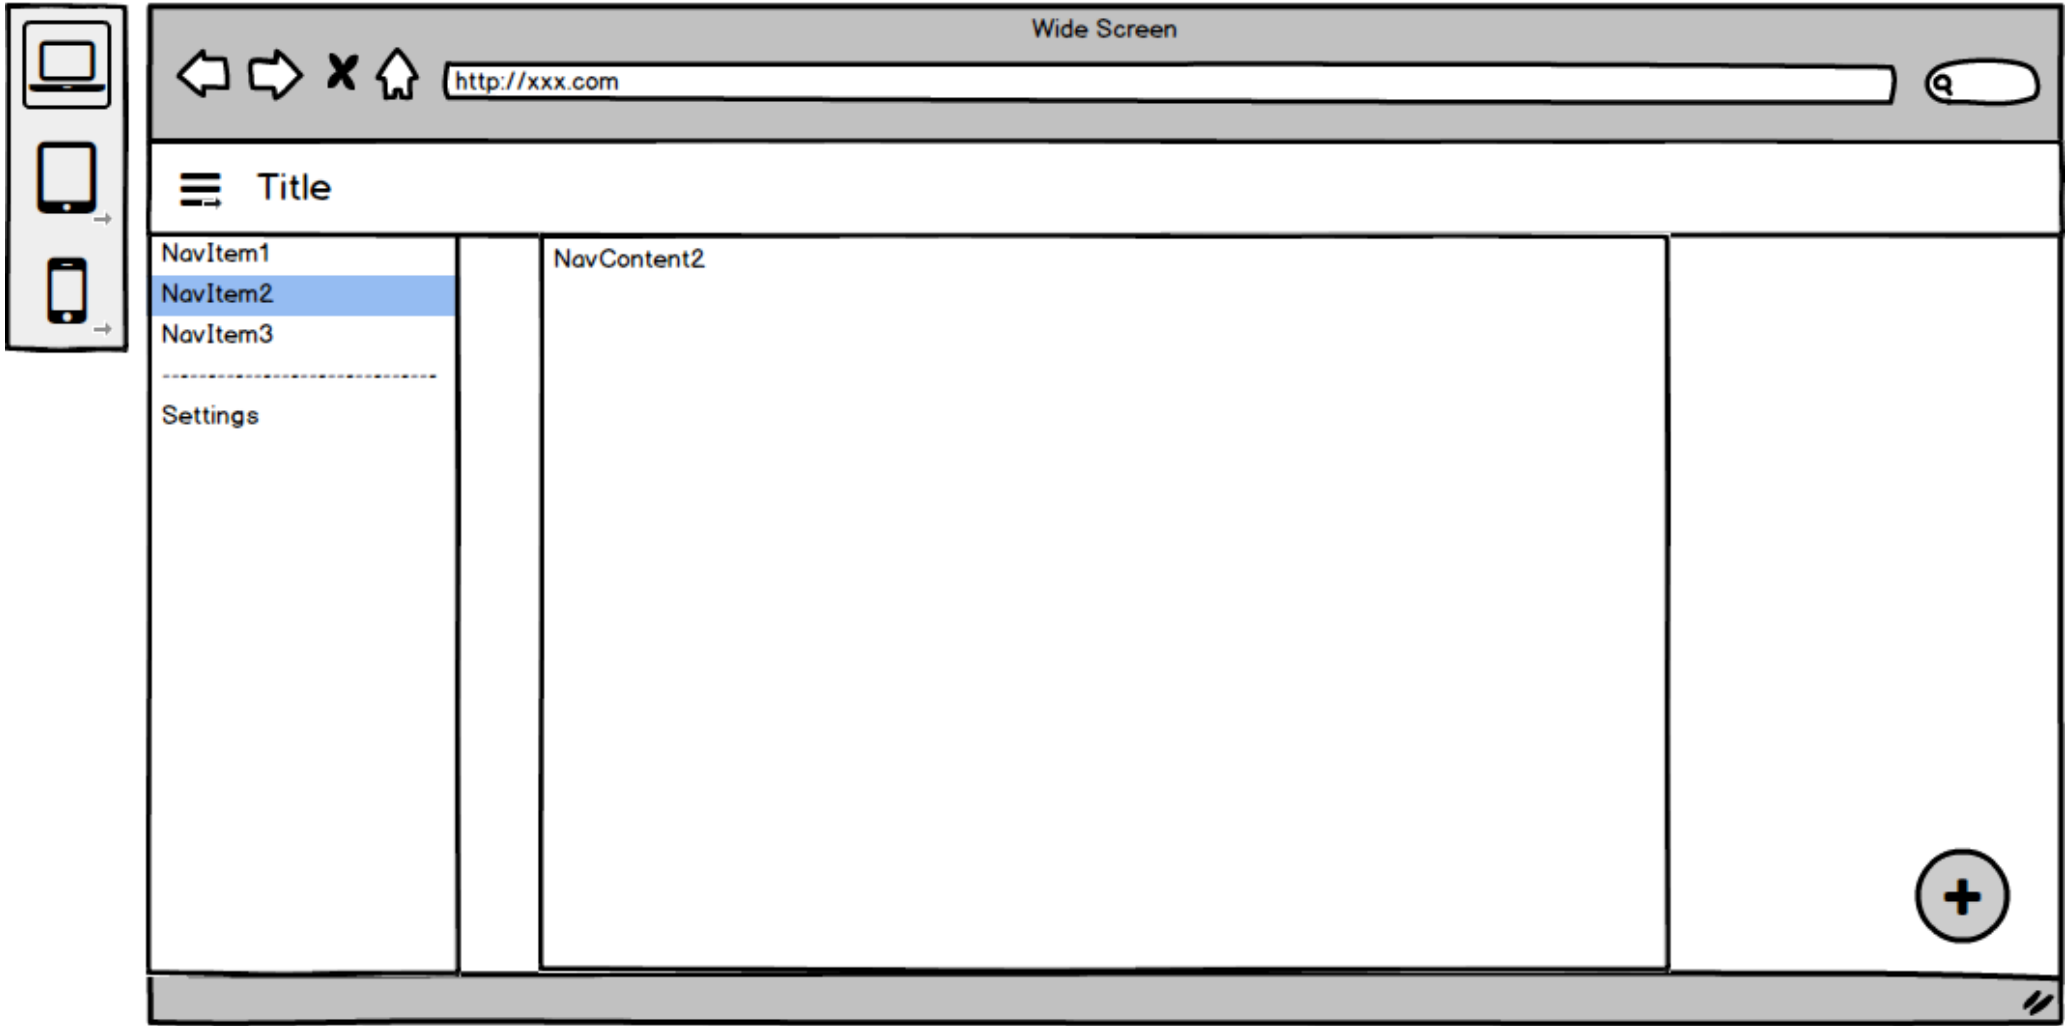 Wide Screen
http://xxx.com
Title
NavItem1
NavItem2
NavItem3
------------------------------
Settings
NavContent2